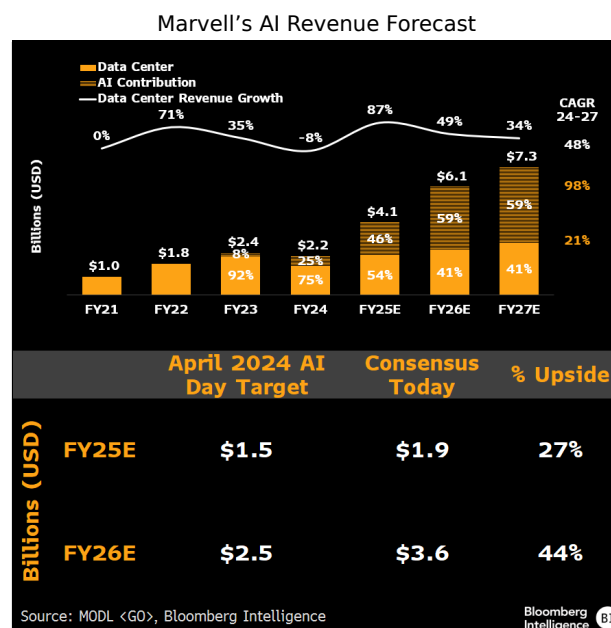 Marvell’s AI Revenue Forecast
Data Center
AI Contribution
Data Center Revenue Growth
CAGR
24-27
Billions (USD)
0%
71%
35%
-8%
87%
49%
34%
48%
98%
21%
$1.0
$1.8
$2.4
$2.2
$4.1
$6.1
$7.3
8%
25%
46%
59%
59%
92%
75%
54%
41%
41%
FY21
FY22
FY23
FY24
FY25E
FY26E
FY27E
April 2024 AI
Day Target
Consensus
Today
% Upside
Billions (USD)
FY25E
$1.5
$1.9
27%
FY26E
$2.5
$3.6
44%
Source: MODL <GO>, Bloomberg Intelligence
Bloomberg
Intelligence